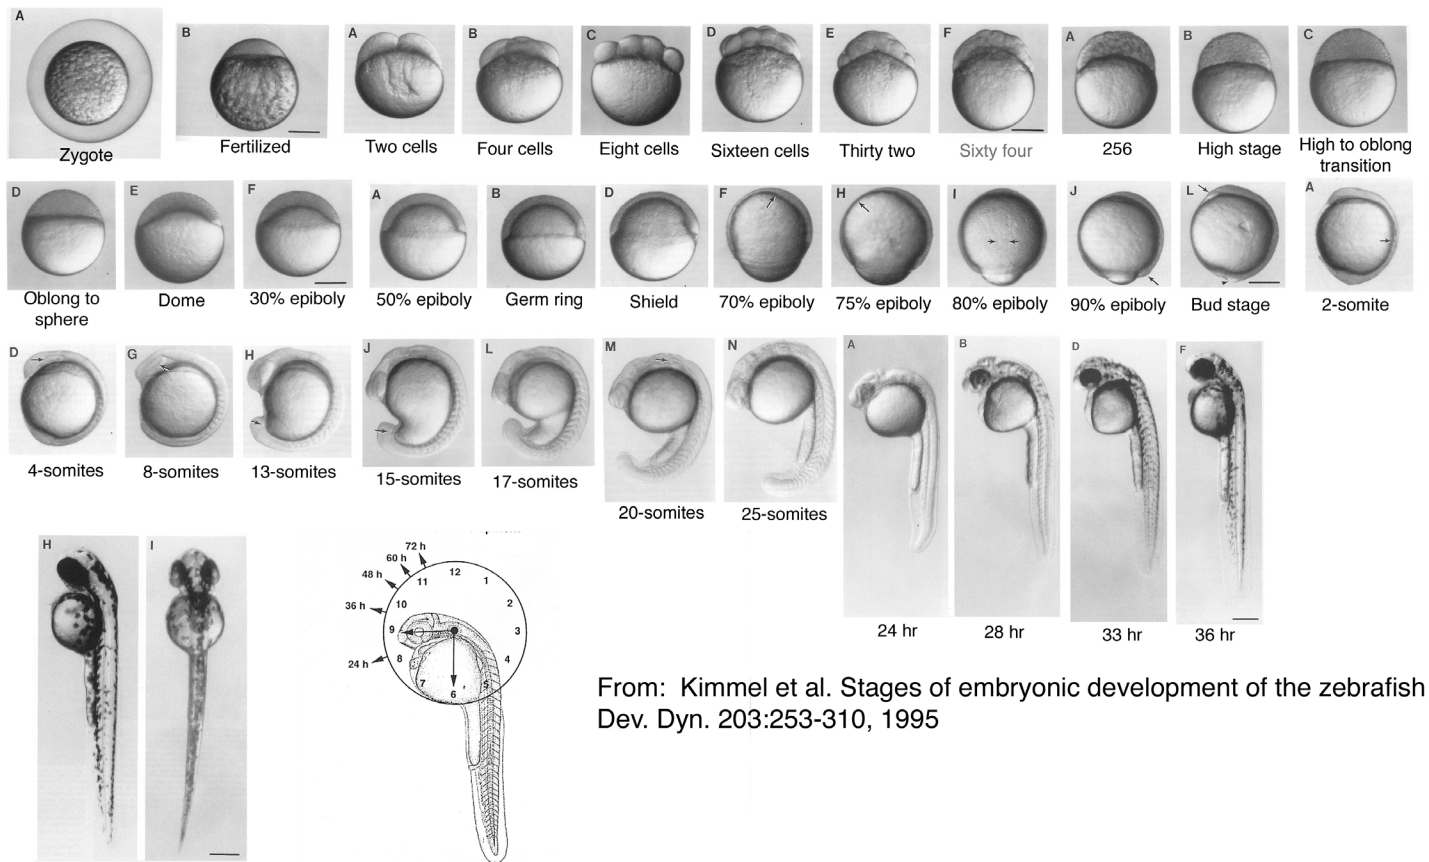 A
B
A
B
C
D
E
F
A
B
C
Zygote
Fertilized
Two cells
Four cells
Eight cells
Sixteen cells
Thirty two
Sixty four
256
High stage
High to oblong
transition
D
E
F
A
B
D
F
H
I
J
L
A
Oblong to
sphere
Dome
30% epiboly
50% epiboly
Germ ring
Shield
70% epiboly
75% epiboly
80% epiboly
90% epiboly
Bud stage
2-somite
D
G
H
J
L
M
N
A
B
D
F
4-somites
8-somites
13-somites
15-somites
17-somites
20-somites
25-somites
24 hr
28 hr
33 hr
36 hr
H
I
72 h
60 h
48 h
36 h
24 h
12
1
2
3
4
5
6
7
8
9
10
11
From: Kimmel et al. Stages of embryonic development of the zebrafish
Dev. Dyn. 203:253-310, 1995